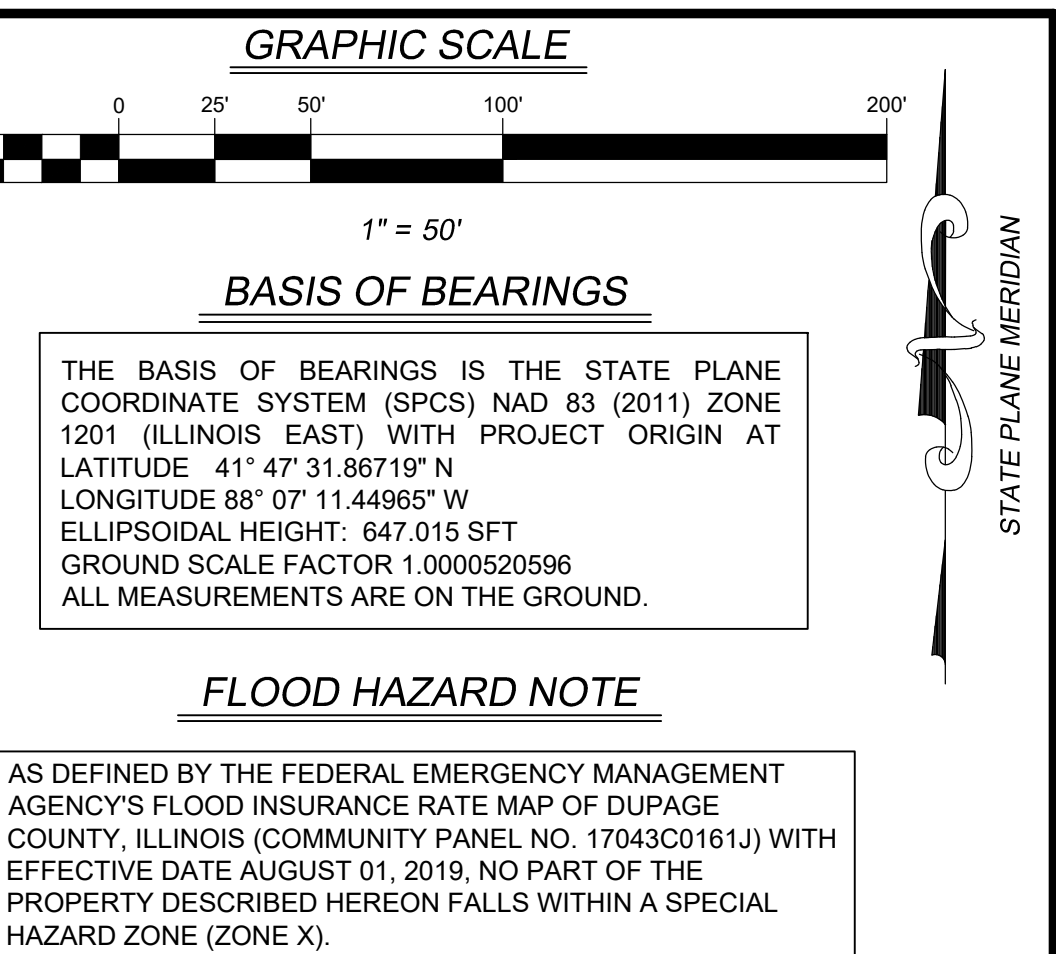 GRAPHIC SCALE
0 25' 50' 100' 200'
1" = 50'
BASIS OF BEARINGS
THE BASIS OF BEARINGS IS THE STATE PLANE
COORDINATE SYSTEM (SPCS) NAD 83 (2011) ZONE
1201 (ILLINOIS EAST) WITH PROJECT ORIGIN AT
LATITUDE 41° 47' 31.86719" N
LONGITUDE 88° 07' 11.44965" W
ELLIPSOIDAL HEIGHT: 647.015 SFT
GROUND SCALE FACTOR 1.0000520596
ALL MEASUREMENTS ARE ON THE GROUND.
STATE PLANE MERIDIAN
FLOOD HAZARD NOTE
AS DEFINED BY THE FEDERAL EMERGENCY MANAGEMENT
AGENCY'S FLOOD INSURANCE RATE MAP OF DUPAGE
COUNTY, ILLINOIS (COMMUNITY PANEL NO. 17043C0161J) WITH
EFFECTIVE DATE AUGUST 01, 2019, NO PART OF THE
PROPERTY DESCRIBED HEREON FALLS WITHIN A SPECIAL
HAZARD ZONE (ZONE X).